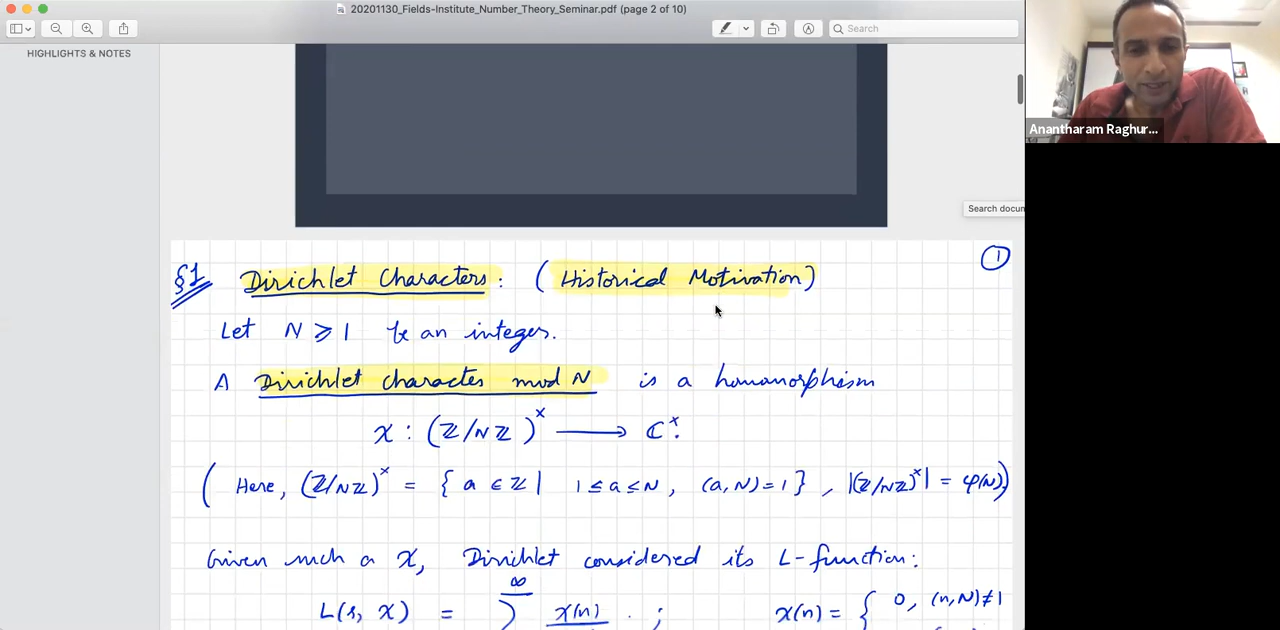 20201130_Fields-Institute_Number_Theory_Seminar.pdf (page 2 of 10)
Search
HIGHLIGHTS & NOTES
Anantharam Raghur...
Search docum
1
§1 Dirichlet Characters: (Historical Motivation)
Let N ⩾ 1 be an integer.
A Dirichlet character mod N is a homomorphism
χ : (ℤ/Nℤ)^× ⟶ ℂ^×.
(Here, (ℤ/Nℤ)^× = {a ∈ ℤ | 1 ≤ a ≤ N, (a, N) = 1}, |(ℤ/Nℤ)^×| = φ(N))
Given such a χ, Dirichlet considered its L-function:
L(s, χ) = ∑^∞ χ(n) ; χ(n) = { 0, (n, N) ≠ 1